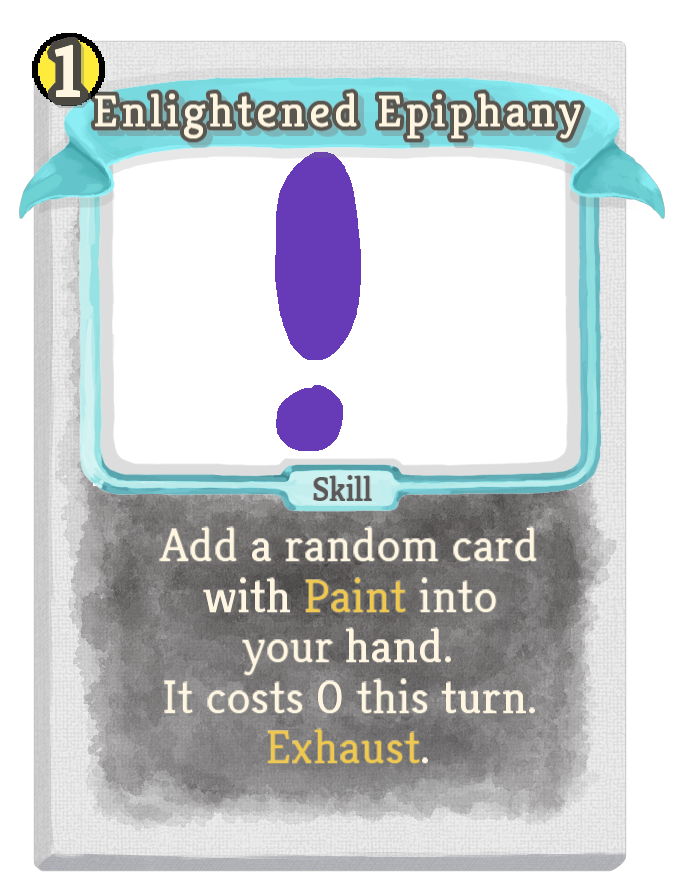 1
Enlightened Epiphany
Skill
Add a random card
with Paint into
your hand.
It costs 0 this turn.
Exhaust.